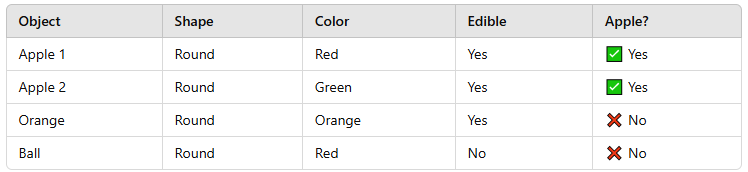 Object Shape Color Edible Apple?
Apple 1 Round Red Yes ✅ Yes
Apple 2 Round Green Yes ✅ Yes
Orange Round Orange Yes ❌ No
Ball Round Red No ❌ No